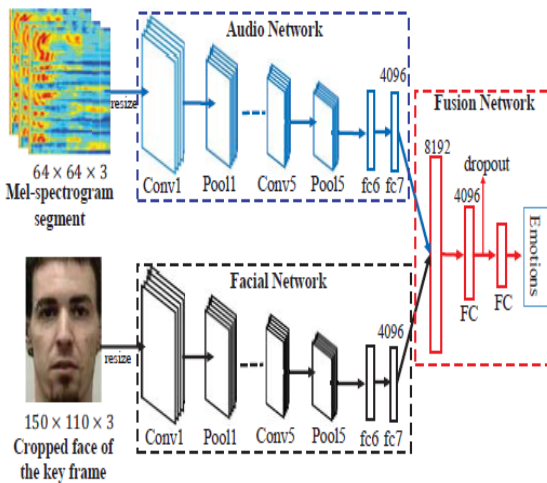 Audio Network
4096
resize
Conv1
Pool1
Conv5
Pool5
fc6
fc7
64 × 64 × 3
Mel-spectrogram
segment
Fusion Network
8192
4096
dropout
FC
FC
Emotions
Facial Network
4096
resize
Conv1
Pool1
Conv5
Pool5
fc6
fc7
150 × 110 × 3
Cropped face of
the key frame